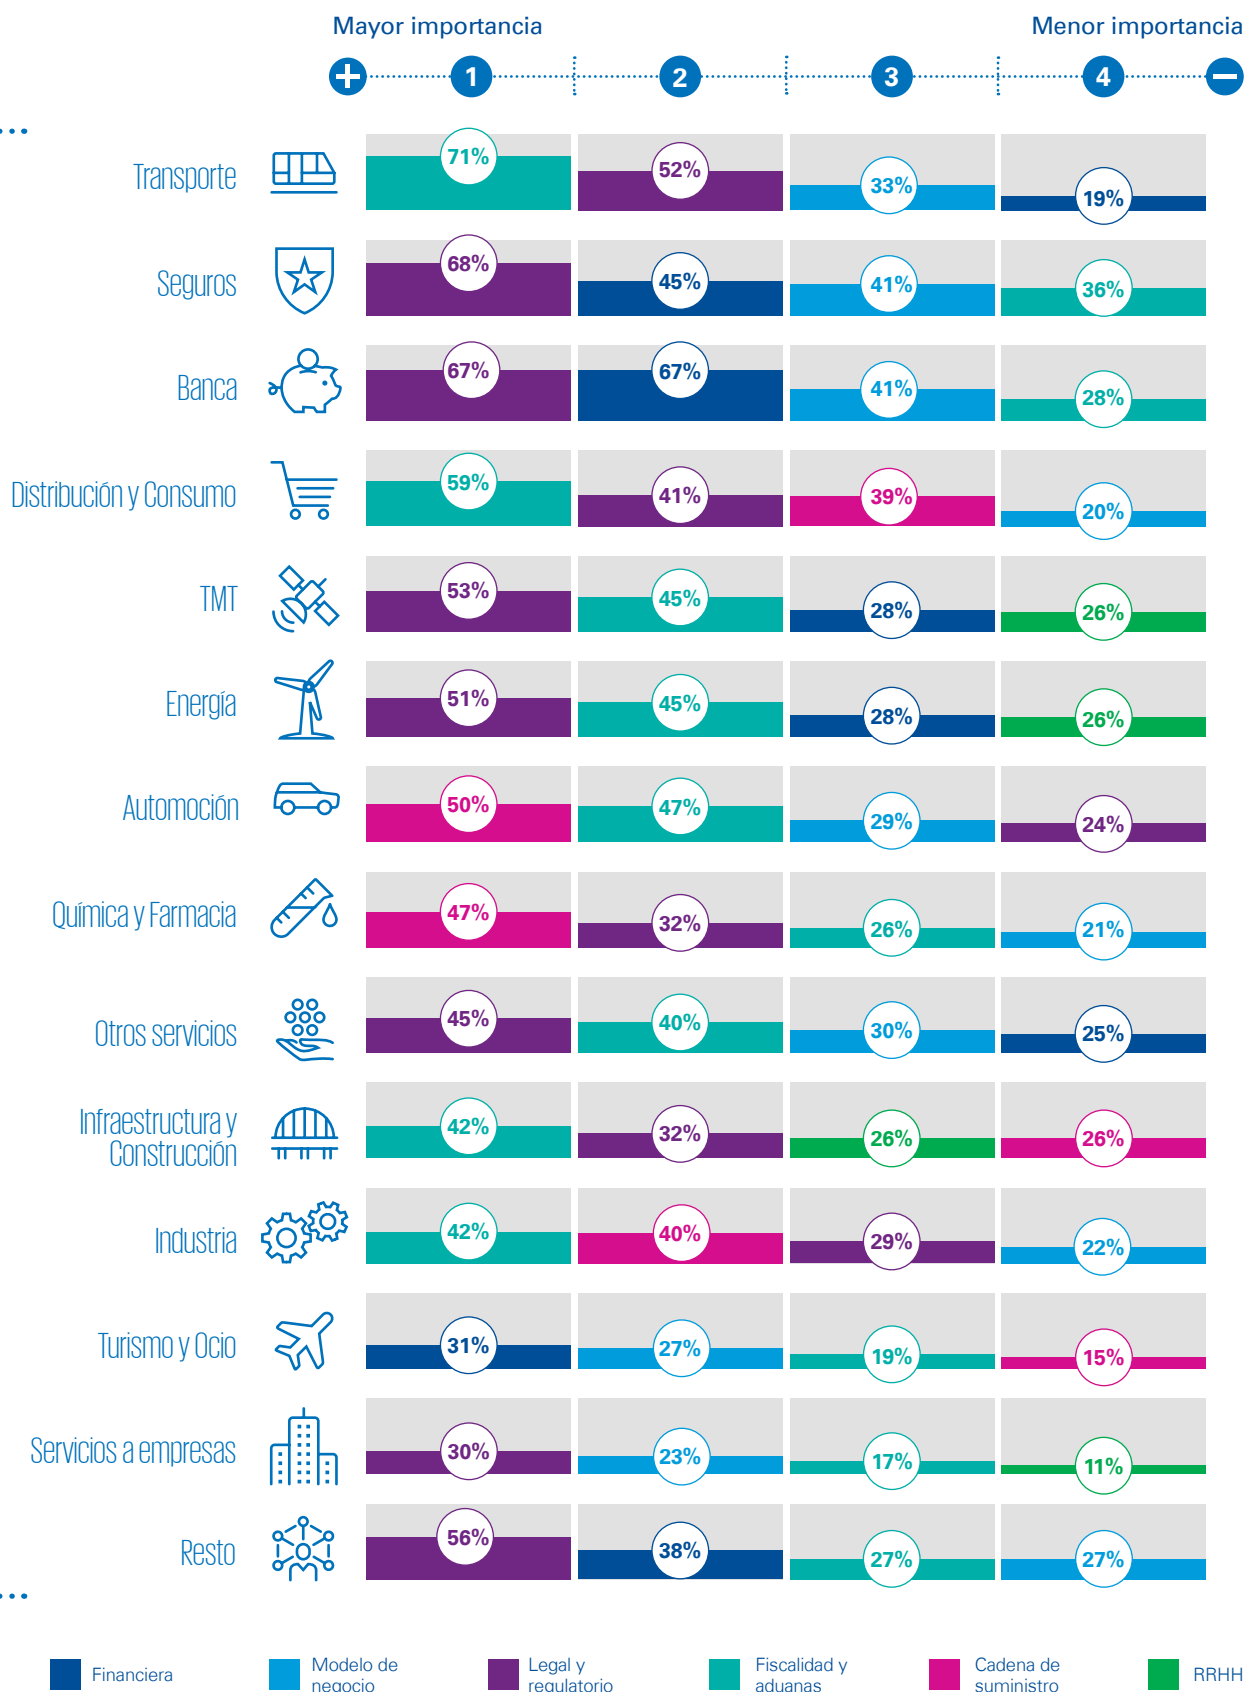 Mayor importancia
Menor importancia
1 2 3 4
Transporte 71% 52% 33% 19%
Seguros 68% 45% 41% 36%
Banca 67% 67% 41% 28%
Distribución y Consumo 59% 41% 39% 20%
TMT 53% 45% 28% 26%
Energía 51% 45% 28% 26%
Automoción 50% 47% 29% 24%
Química y Farmacia 47% 32% 26% 21%
Otros servicios 45% 40% 30% 25%
Infraestructura y
Construcción 42% 32% 26% 26%
Industria 42% 40% 29% 22%
Turismo y Ocio 31% 27% 19% 15%
Servicios a empresas 30% 23% 17% 11%
Resto 56% 38% 27% 27%
Financiera
Modelo de
negocio
Legal y
regulatorio
Fiscalidad y
aduanas
Cadena de
suministro
RRHH